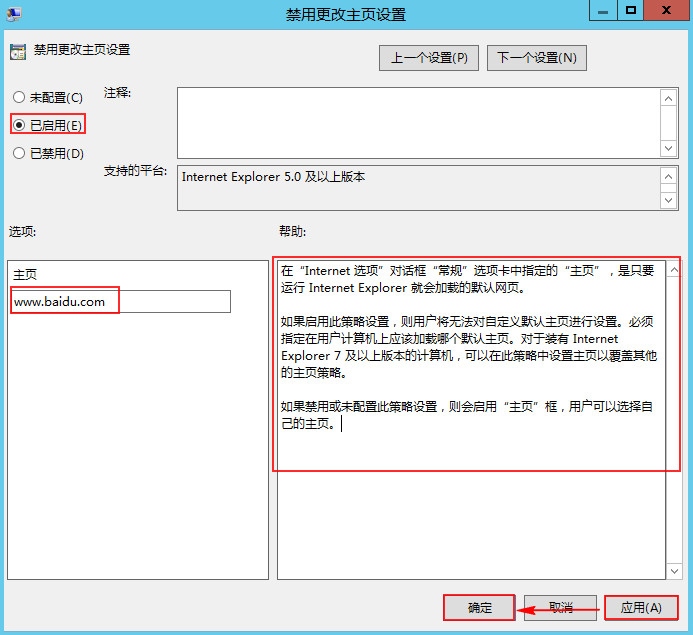 禁用更改主页设置
禁用更改主页设置
上一个设置(P)
下一个设置(N)
未配置(C)
注释:
已启用(E)
已禁用(D)
支持的平台:
Internet Explorer 5.0 及以上版本
选项:
帮助:
主页
www.baidu.com
在“Internet 选项”对话框“常规”选项卡中指定的“主页”，是只要
运行 Internet Explorer 就会加载的默认网页。
如果启用此策略设置，则用户将无法对自定义默认主页进行设置。必须
指定在用户计算机上应该加载哪个默认主页。对于装有 Internet
Explorer 7 及以上版本的计算机，可以在此策略中设置主页以覆盖其他
的主页策略。
如果禁用或未配置此策略设置，则会启用“主页”框，用户可以选择自
己的主页。
确定
取消
应用(A)